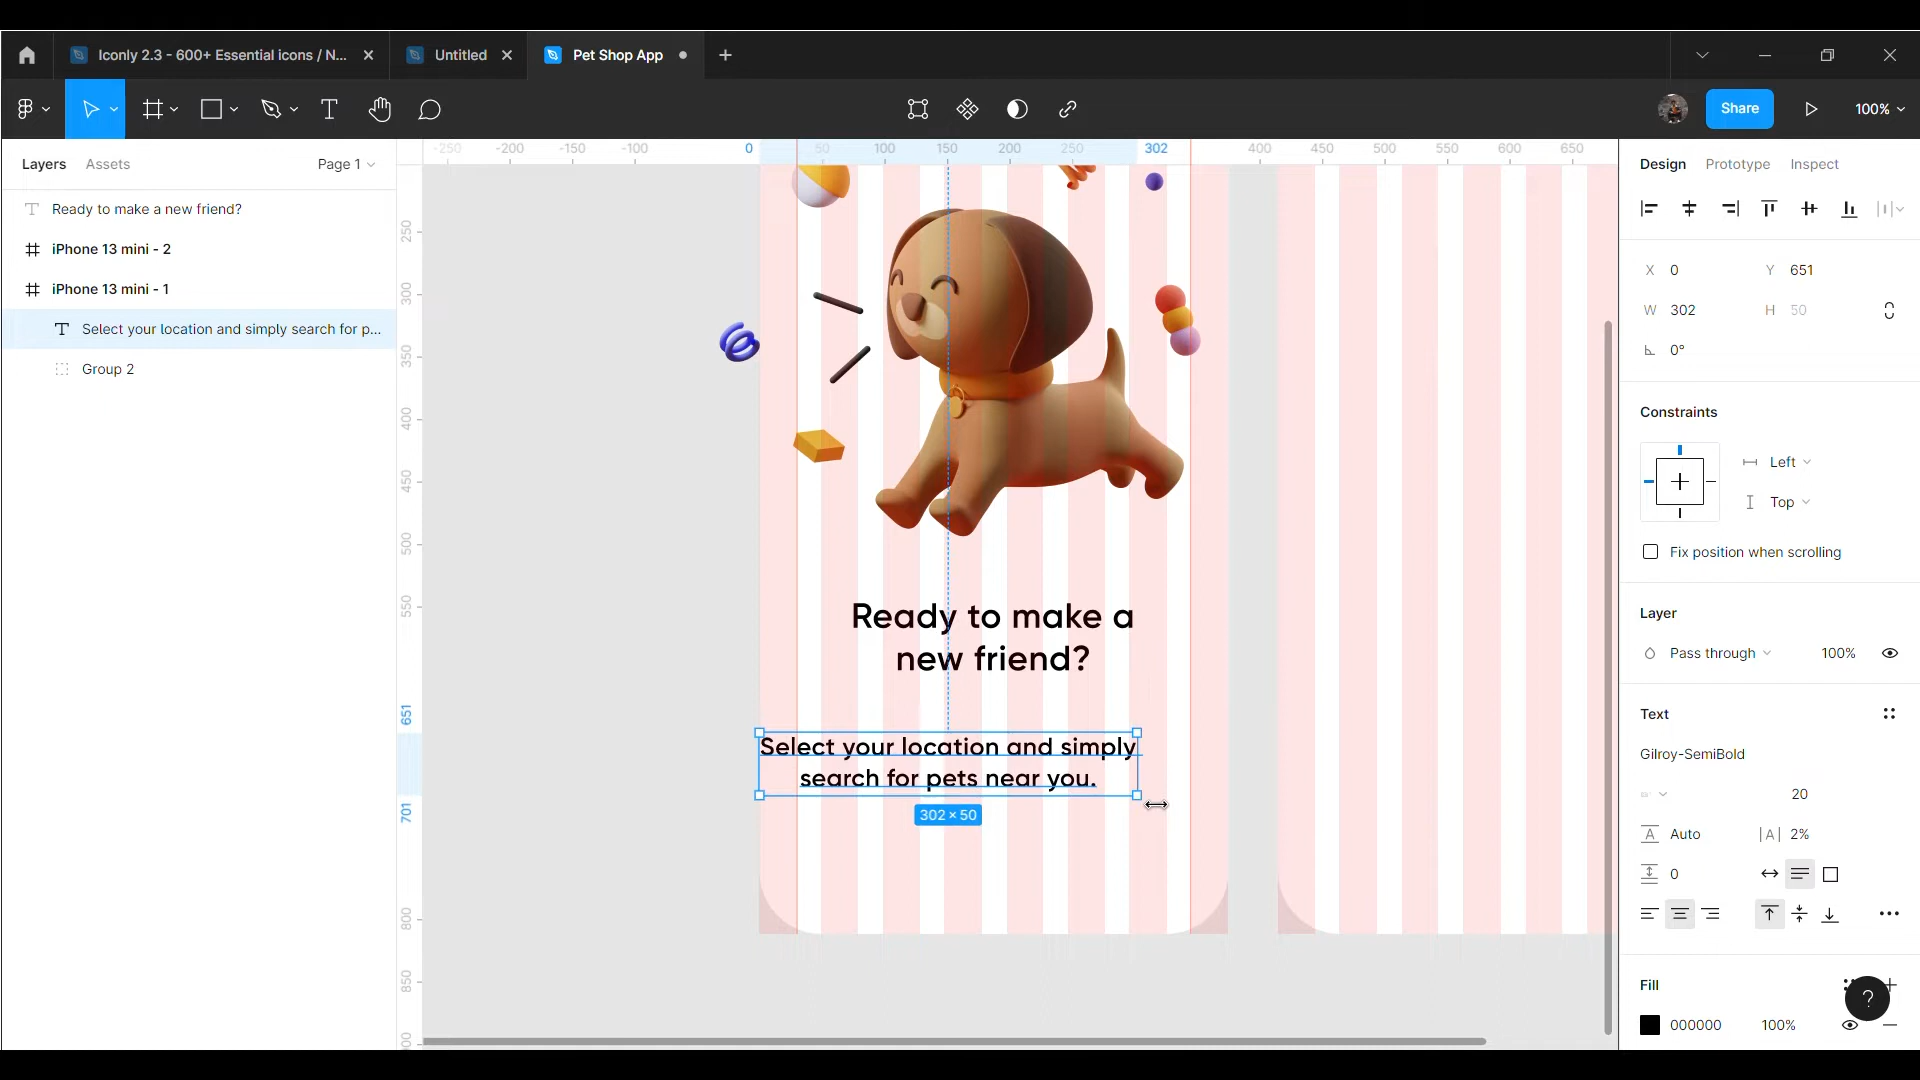 Iconly 2.3 - 600+ Essential icons / N...
Untitled
Pet Shop App
Share
100%
Layers
Assets
Page 1
-250
-200
-150
-100
0
50
100
150
200
250
302
400
450
500
550
600
650
Design
Prototype
Inspect
Ready to make a new friend?
iPhone 13 mini - 2
iPhone 13 mini - 1
Select your location and simply search for p...
Group 2
250
300
350
400
450
500
550
651
701
800
850
Ready to make a
new friend?
Select your location and simply
search for pets near you.
302 × 50
X 0
Y 651
W 302
H 50
0°
Constraints
Left
Top
Fix position when scrolling
Layer
Pass through
100%
Text
Gilroy-SemiBold
20
A Auto
|A| 2%
0
Fill
?
000000
100%